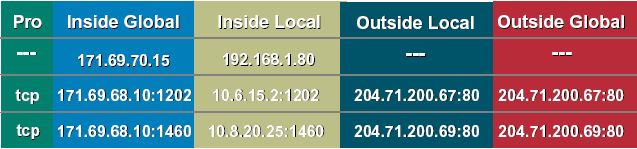 Pro Inside Global Inside Local Outside Local Outside Global
--- 171.69.70.15 192.168.1.80 --- ---
tcp 171.69.68.10:1202 10.6.15.2:1202 204.71.200.67:80 204.71.200.67:80
tcp 171.69.68.10:1460 10.8.20.25:1460 204.71.200.69:80 204.71.200.69:80